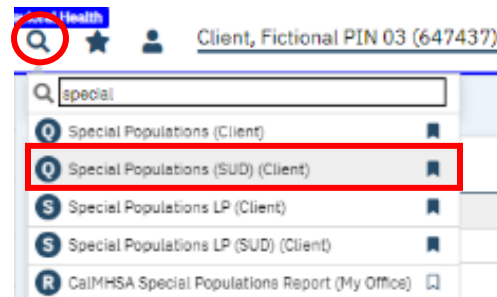 Health
Client, Fictional PIN 03 (647437)
special
Q Special Populations (Client)
Q Special Populations (SUD) (Client)
S Special Populations LP (Client)
S Special Populations LP (SUD) (Client)
R CalMHSA Special Populations Report (My Office)